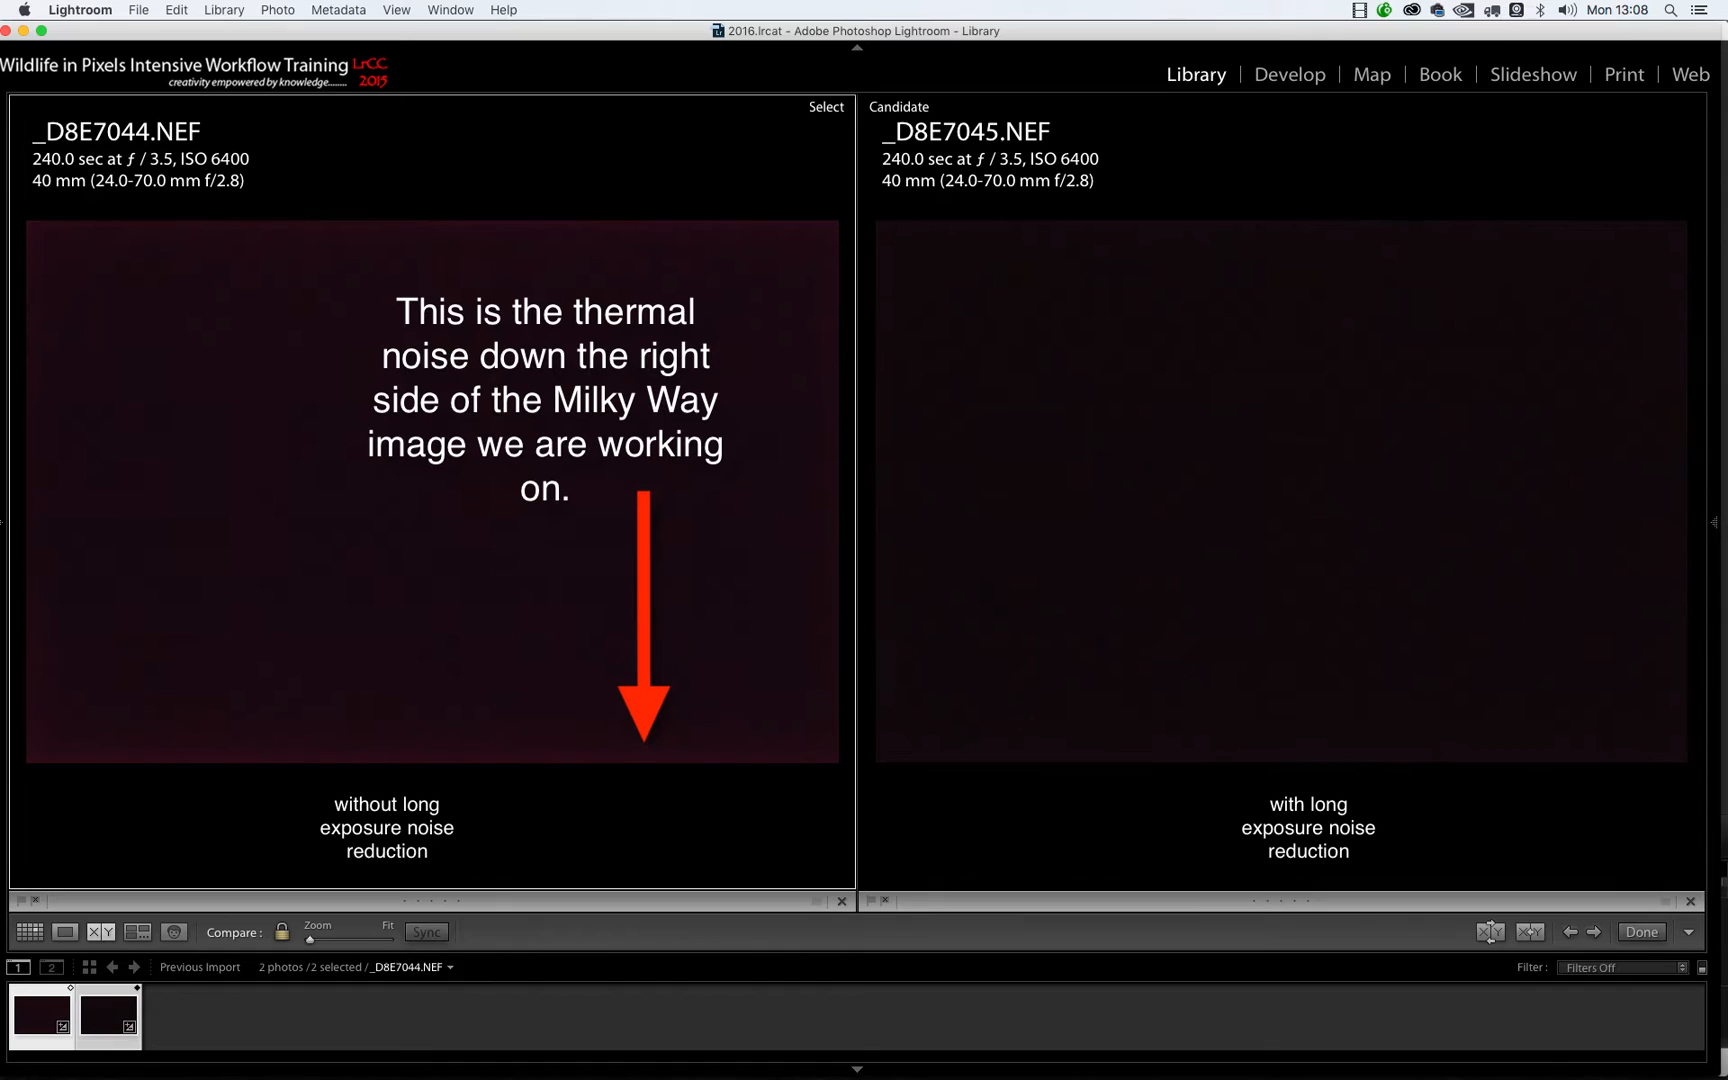 Lightroom File Edit Library Photo Metadata View Window Help Mon 13:08
2016.lrcat - Adobe Photoshop Lightroom - Library
Wildlife in Pixels Intensive Workflow Training LrCC
creativity empowered by knowledge........ 2015
Library | Develop | Map | Book | Slideshow | Print | Web
Select
Candidate
_D8E7044.NEF
240.0 sec at ƒ / 3.5, ISO 6400
40 mm (24.0-70.0 mm f/2.8)
_D8E7045.NEF
240.0 sec at ƒ / 3.5, ISO 6400
40 mm (24.0-70.0 mm f/2.8)
This is the thermal
noise down the right
side of the Milky Way
image we are working
on.
without long
exposure noise
reduction
with long
exposure noise
reduction
XY Compare : Zoom Fit Sync
XY XY Done
1 2 Previous Import 2 photos /2 selected /_D8E7044.NEF
Filter : Filters Off